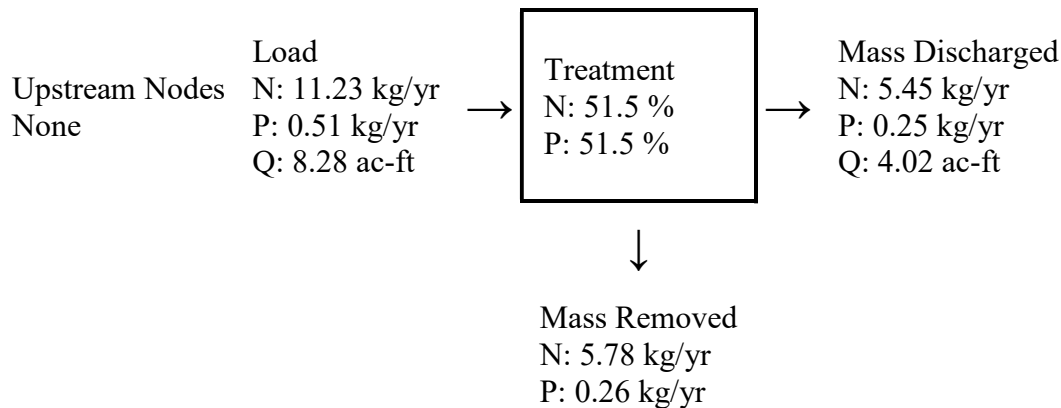 Upstream Nodes
None
Load
N: 11.23 kg/yr
P: 0.51 kg/yr
Q: 8.28 ac-ft
→
Treatment
N: 51.5 %
P: 51.5 %
→
Mass Discharged
N: 5.45 kg/yr
P: 0.25 kg/yr
Q: 4.02 ac-ft
↓
Mass Removed
N: 5.78 kg/yr
P: 0.26 kg/yr